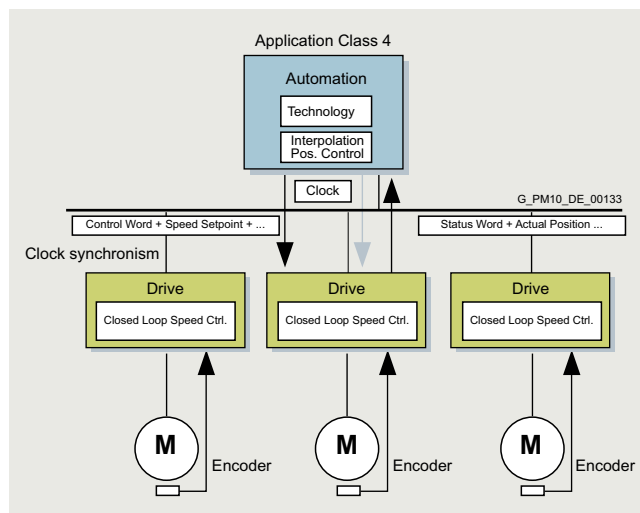 Application Class 4
Automation
Technology
Interpolation
Pos. Control
Clock
G_PM10_DE_00133
Control Word + Speed Setpoint + ...
Status Word + Actual Position ...
Clock synchronism
Drive
Drive
Drive
Closed Loop Speed Ctrl.
Closed Loop Speed Ctrl.
Closed Loop Speed Ctrl.
M
M
M
Encoder
Encoder
Encoder